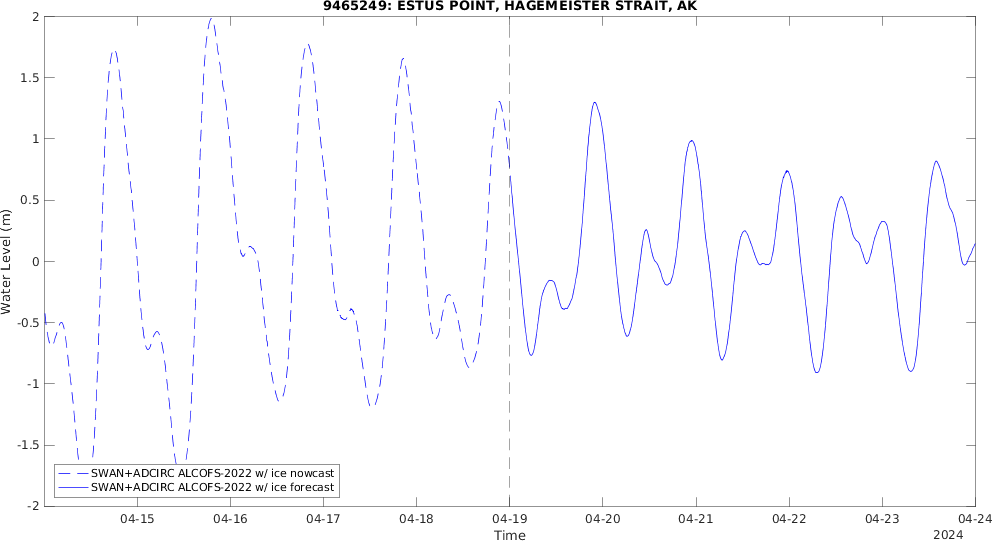 9465249: ESTUS POINT, HAGEMEISTER STRAIT, AK
2
1.5
1
0.5
0
-0.5
-1
-1.5
-2
Water Level (m)
SWAN+ADCIRC ALCOFS-2022 w/ ice nowcast
SWAN+ADCIRC ALCOFS-2022 w/ ice forecast
04-15 04-16 04-17 04-18 04-19 04-20 04-21 04-22 04-23 04-24
Time
2024